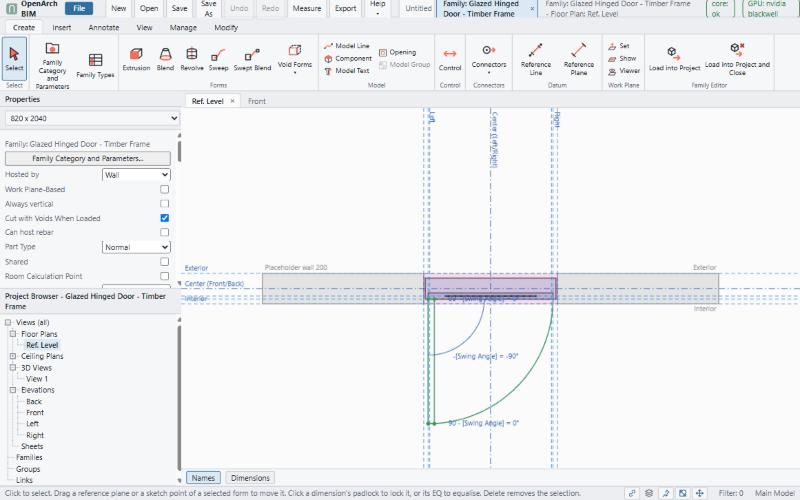 OpenArch BIM
File
New
Open
Save
Save As
Undo
Redo
Measure
Export
Help
Untitled
Family: Glazed Hinged Door - Timber Frame
Family: Glazed Hinged Door - Timber Frame - Floor Plan: Ref. Level
core: ok
GPU: nvidia blackwell
Create
Insert
Annotate
View
Manage
Modify
Select
Family Category and Parameters
Family Types
Extrusion
Blend
Revolve
Sweep
Swept Blend
Void Forms
Model Line
Component
Model Text
Opening
Model Group
Control
Connectors
Reference Line
Reference Plane
Set
Show
Viewer
Load into Project
Load into Project and Close
Select
Forms
Model
Control
Connectors
Datum
Work Plane
Family Editor
Properties
820 x 2040
Family: Glazed Hinged Door - Timber Frame
Family Category and Parameters...
Hosted by
Wall
Work Plane-Based
Always vertical
Cut with Voids When Loaded
Can host rebar
Part Type
Normal
Shared
Room Calculation Point
Project Browser - Glazed Hinged Door - Timber Frame
Views (all)
Floor Plans
Ref. Level
Ceiling Plans
3D Views
View 1
Elevations
Back
Front
Left
Right
Sheets
Families
Groups
Links
Ref. Level
Front
Left
Center (Left/Right)
Right
Exterior
Placeholder wall 200
Exterior
Center (Front/Back)
Interior
Interior
-[Swing Angle] = -90°
90 - [Swing Angle] = 0°
Names
Dimensions
Click to select. Drag a reference plane or a sketch point of a selected form to move it. Click a dimension's padlock to lock it, or its EQ to equalise. Delete removes the selection.
Filter: 0
Main Model